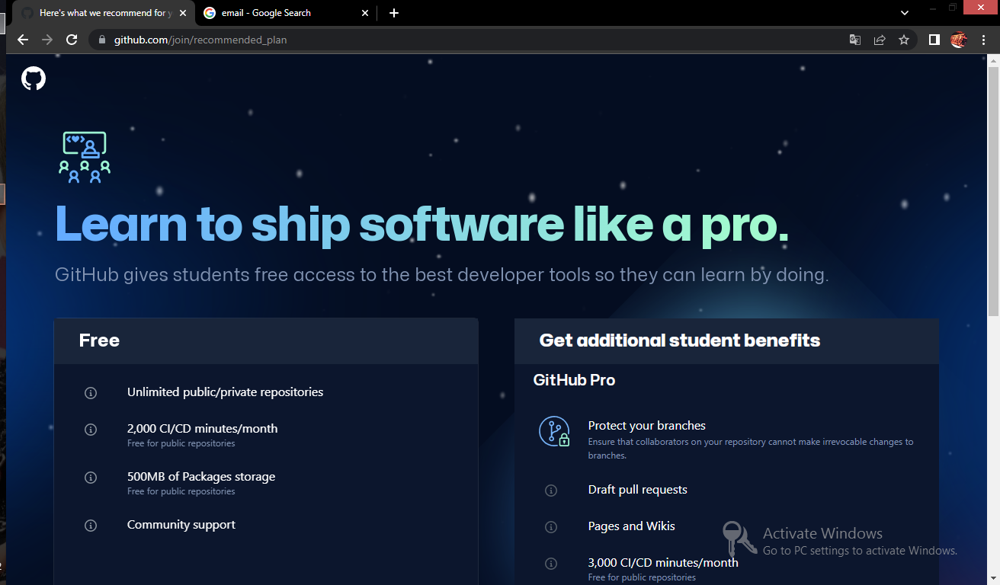 Here's what we recommend for y
email - Google Search
github.com/join/recommended_plan
Learn to ship software like a pro.
GitHub gives students free access to the best developer tools so they can learn by doing.
Free
Unlimited public/private repositories
2,000 CI/CD minutes/month
Free for public repositories
500MB of Packages storage
Free for public repositories
Community support
Get additional student benefits
GitHub Pro
Protect your branches
Ensure that collaborators on your repository cannot make irrevocable changes to
branches.
Draft pull requests
Pages and Wikis
3,000 CI/CD minutes/month
Free for public repositories
Activate Windows
Go to PC settings to activate Windows.